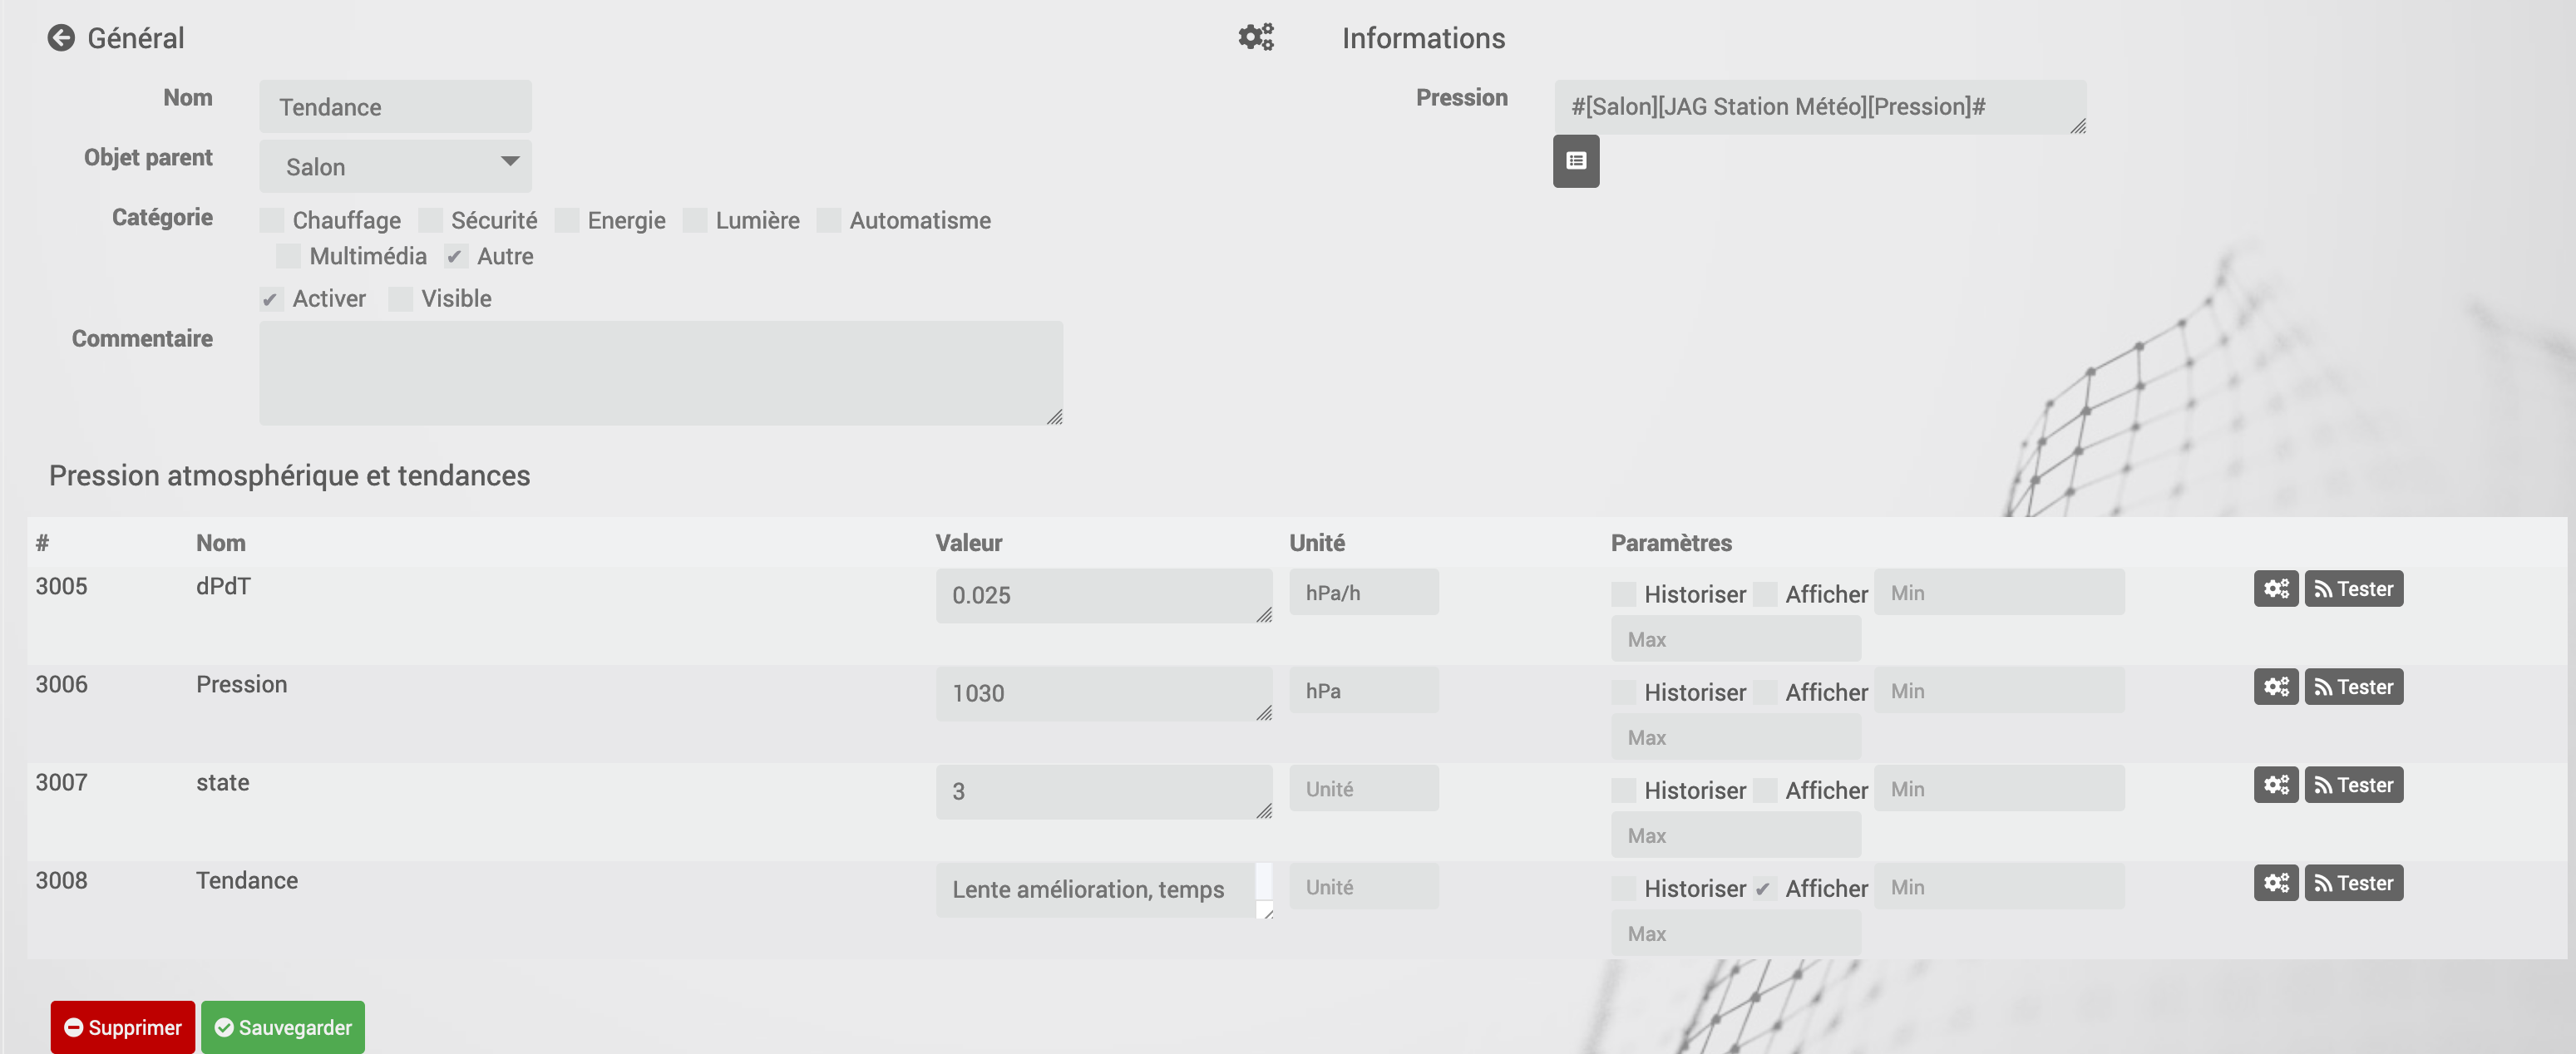 Général
Informations
Nom
Tendance
Pression
#[Salon][JAG Station Météo][Pression]#
Objet parent
Salon
Catégorie
Chauffage Sécurité Energie Lumière Automatisme
Multimédia Autre
Activer Visible
Commentaire
Pression atmosphérique et tendances
# Nom Valeur Unité Paramètres
3005 dPdT 0.025 hPa/h Historiser Afficher Min Tester
Max
3006 Pression 1030 hPa Historiser Afficher Min Tester
Max
3007 state 3 Unité Historiser Afficher Min Tester
Max
3008 Tendance Lente amélioration, temps Unité Historiser Afficher Min Tester
Max
Supprimer Sauvegarder